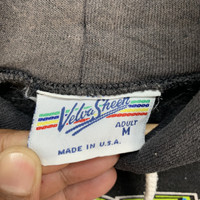 Velva Sheen
ADULT
M
MADE IN U.S.A.